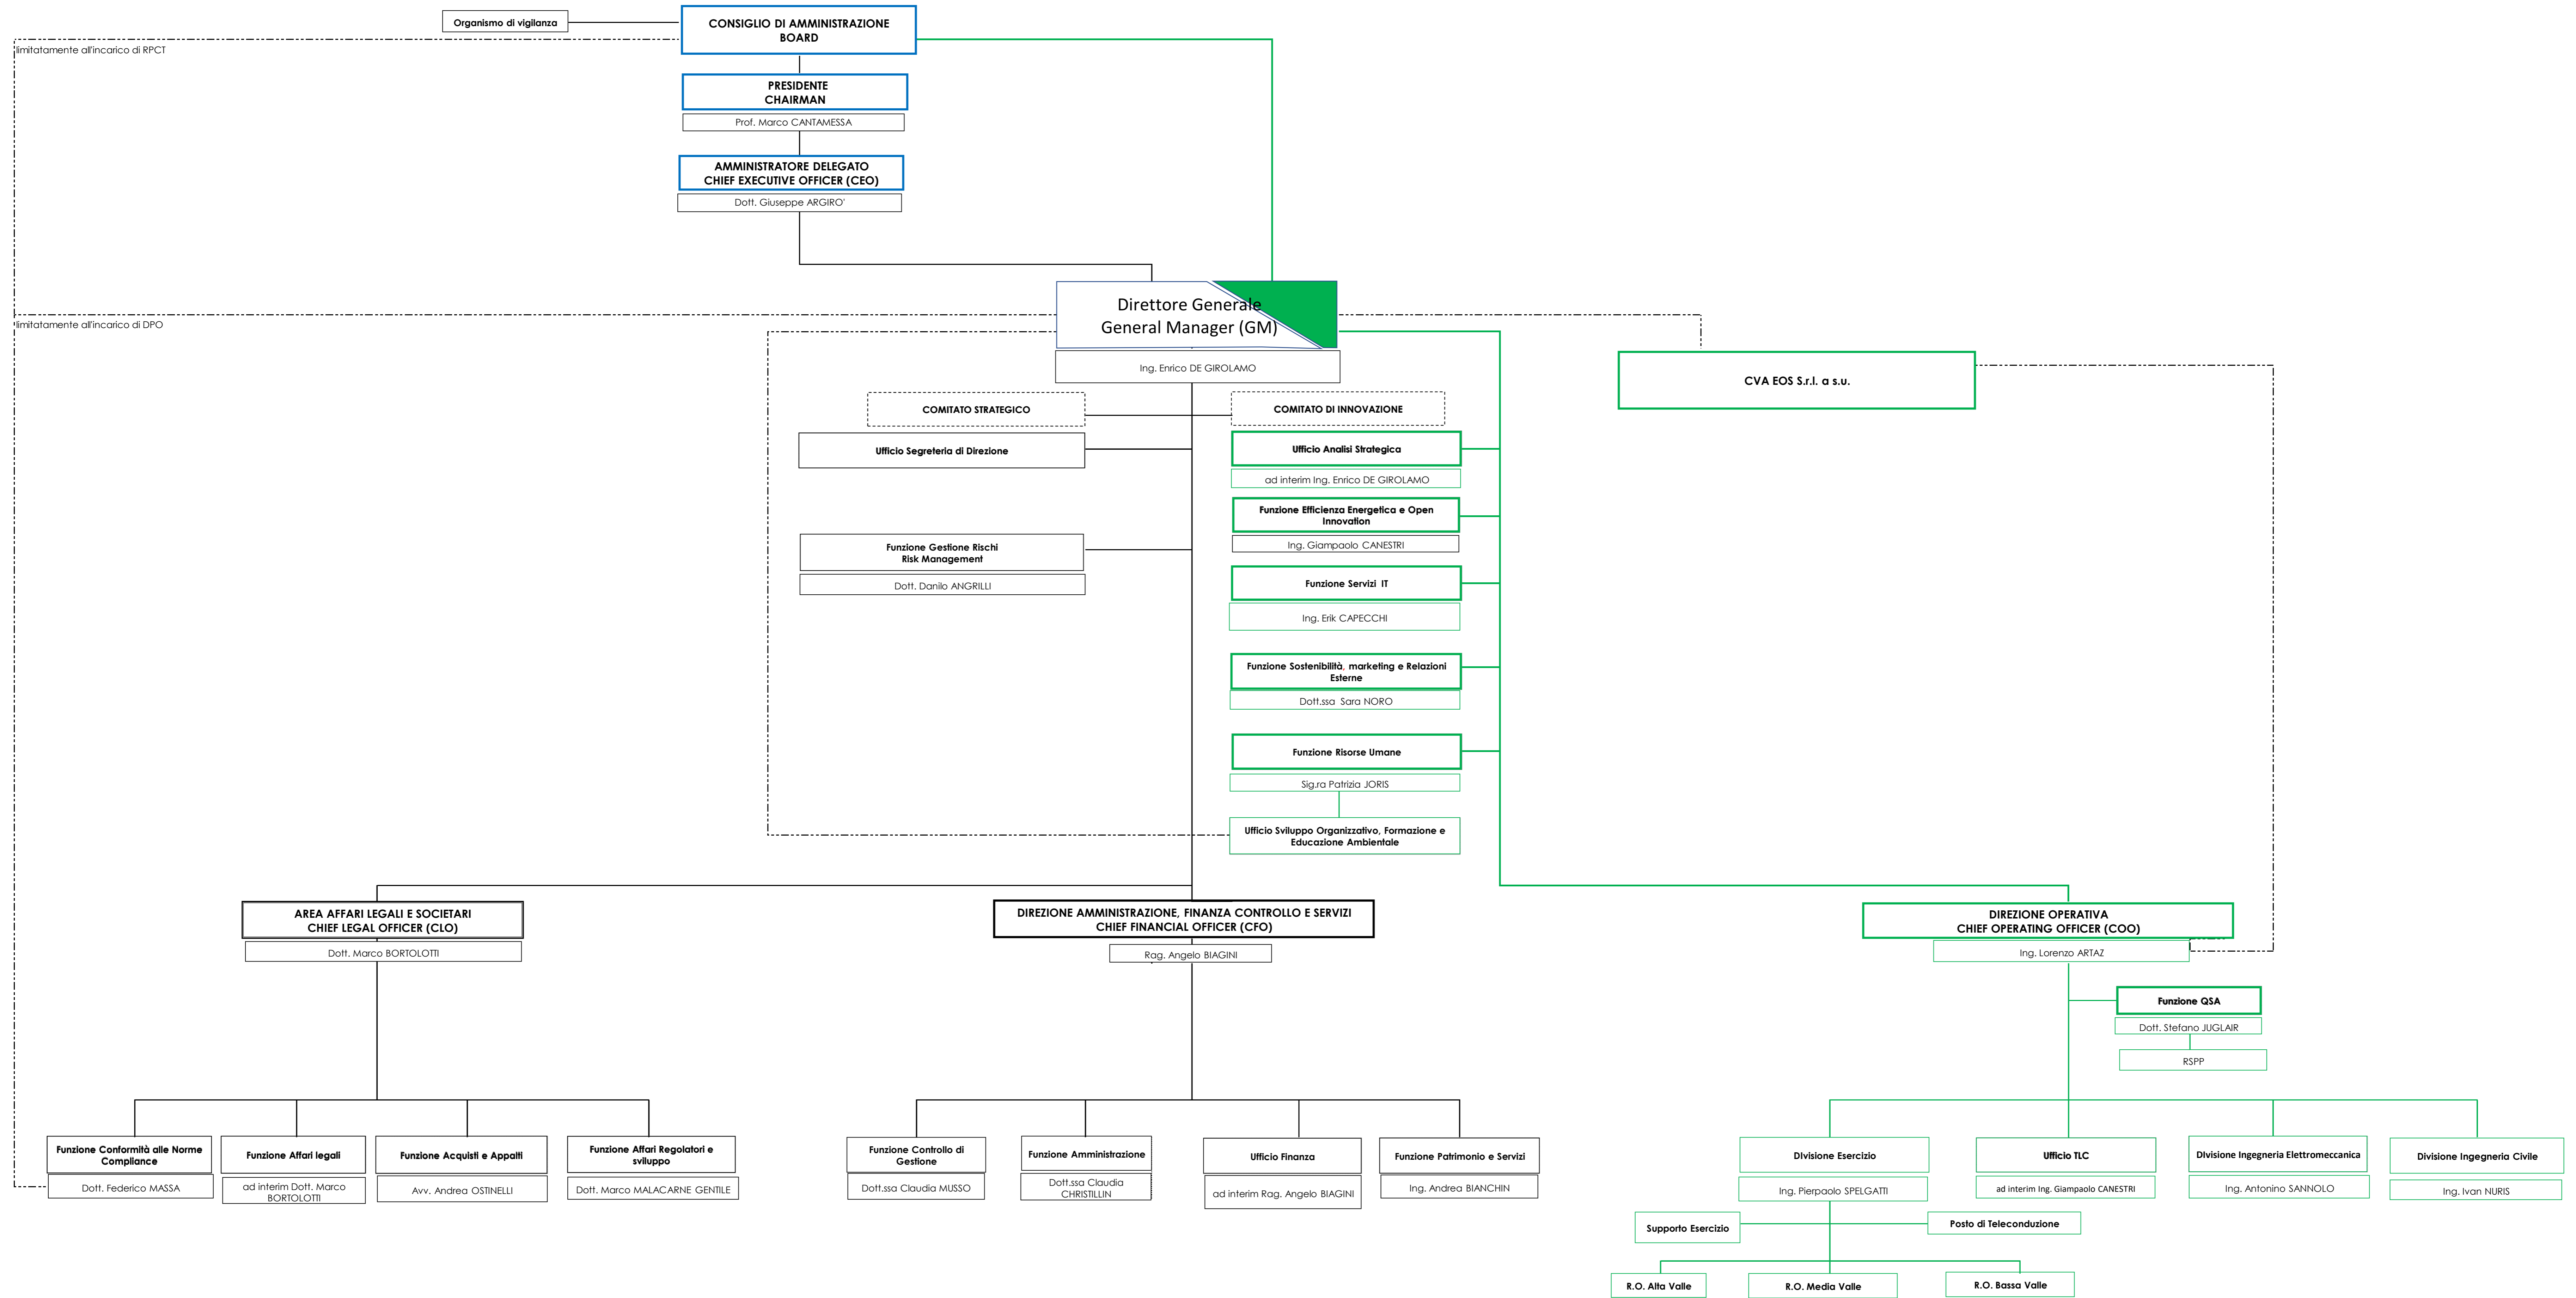 Organismo di vigilanza
CONSIGLIO DI AMMINISTRAZIONE
BOARD
limitatamente all'incarico di RPCT
PRESIDENTE
CHAIRMAN
Prof. Marco CANTAMESSA
AMMINISTRATORE DELEGATO
CHIEF EXECUTIVE OFFICER (CEO)
Dott. Giuseppe ARGIRO'
Direttore Generale
General Manager (GM)
limitatamente all'incarico di DPO
Ing. Enrico DE GIROLAMO
CVA EOS S.r.l. a s.u.
COMITATO STRATEGICO
COMITATO DI INNOVAZIONE
Ufficio Segreteria di Direzione
Ufficio Analisi Strategica
ad interim Ing. Enrico DE GIROLAMO
Funzione Efficienza Energetica e Open
Innovation
Ing. Giampaolo CANESTRI
Funzione Gestione Rischi
Risk Management
Dott. Danilo ANGRILLI
Funzione Servizi IT
Ing. Erik CAPECCHI
Funzione Sostenibilità, marketing e Relazioni
Esterne
Dott.ssa Sara NORO
Funzione Risorse Umane
Sig.ra Patrizia JORIS
Ufficio Sviluppo Organizzativo, Formazione e
Educazione Ambientale
AREA AFFARI LEGALI E SOCIETARI
CHIEF LEGAL OFFICER (CLO)
Dott. Marco BORTOLOTTI
DIREZIONE AMMINISTRAZIONE, FINANZA CONTROLLO E SERVIZI
CHIEF FINANCIAL OFFICER (CFO)
Rag. Angelo BIAGINI
DIREZIONE OPERATIVA
CHIEF OPERATING OFFICER (COO)
Ing. Lorenzo ARTAZ
Funzione QSA
Dott. Stefano JUGLAIR
RSPP
Funzione Conformità alle Norme
Compliance
Dott. Federico MASSA
Funzione Affari legali
ad interim Dott. Marco
BORTOLOTTI
Funzione Acquisti e Appalti
Avv. Andrea OSTINELLI
Funzione Affari Regolatori e
sviluppo
Dott. Marco MALACARNE GENTILE
Funzione Controllo di
Gestione
Dott.ssa Claudia MUSSO
Funzione Amministrazione
Dott.ssa Claudia
CHRISTILLIN
Ufficio Finanza
ad interim Rag. Angelo BIAGINI
Funzione Patrimonio e Servizi
Ing. Andrea BIANCHIN
DIvisione Esercizio
Ing. Pierpaolo SPELGATTI
Ufficio TLC
ad interim Ing. Giampaolo CANESTRI
DIvisione Ingegneria Elettromeccanica
Ing. Antonino SANNOLO
Divisione Ingegneria Civile
Ing. Ivan NURIS
Supporto Esercizio
Posto di Teleconduzione
R.O. Alta Valle
R.O. Media Valle
R.O. Bassa Valle